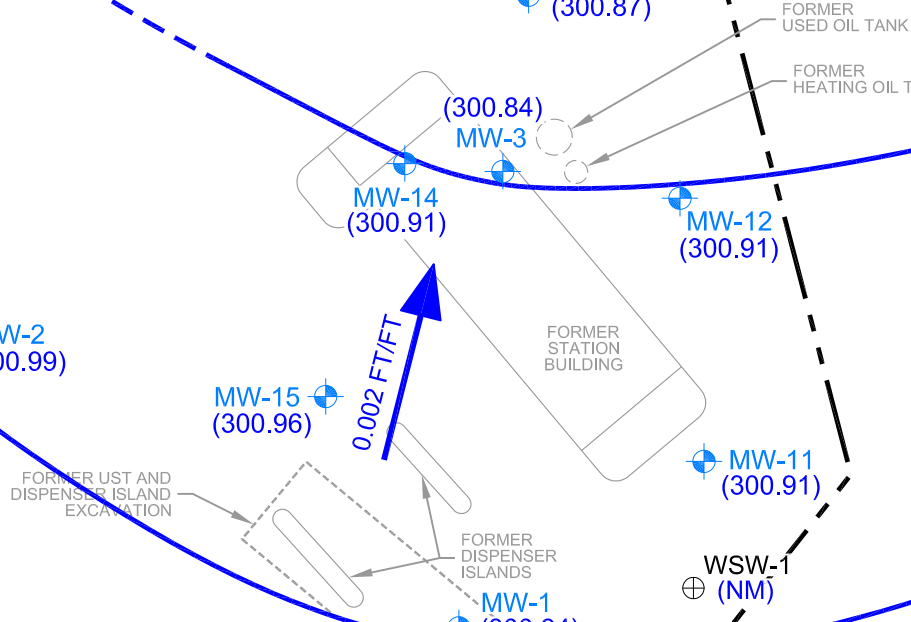 (300.87)
FORMER
USED OIL TANK
FORMER
HEATING OIL T
(300.84)
MW-3
MW-14
(300.91)
MW-12
(300.91)
W-2
00.99)
0.002 FT/FT
FORMER
STATION
BUILDING
MW-15
(300.96)
MW-11
(300.91)
FORMER UST AND
DISPENSER ISLAND
EXCAVATION
FORMER
DISPENSER
ISLANDS
WSW-1
(NM)
MW-1